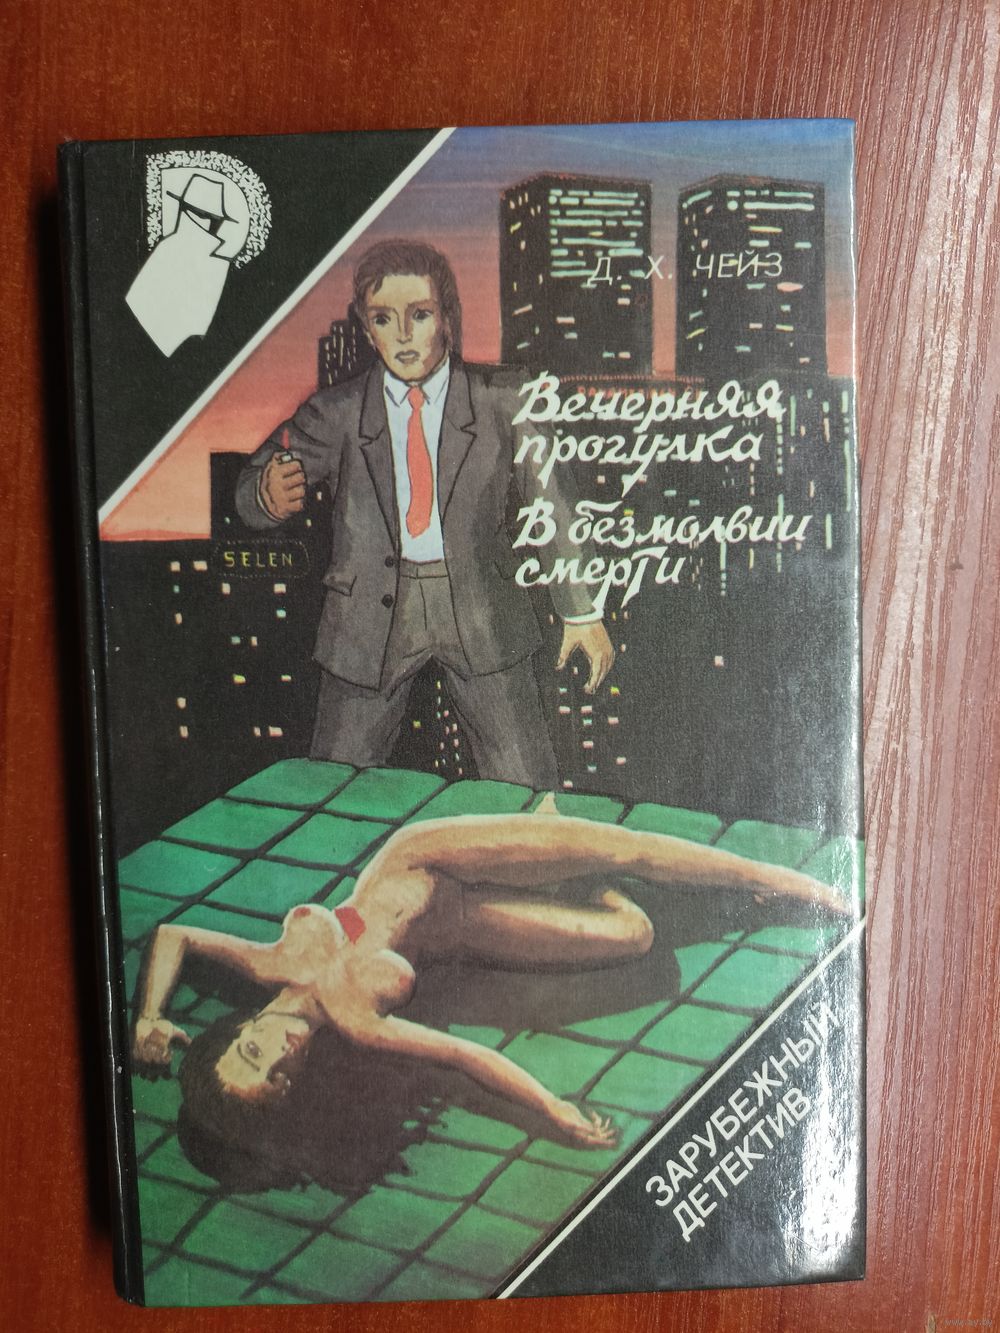 Д. Х. ЧЕЙЗ
Вечерняя
прогулка
В безмолвии
смерти
SELEN
ЗАРУБЕЖНЫЙ
ДЕТЕКТИВ